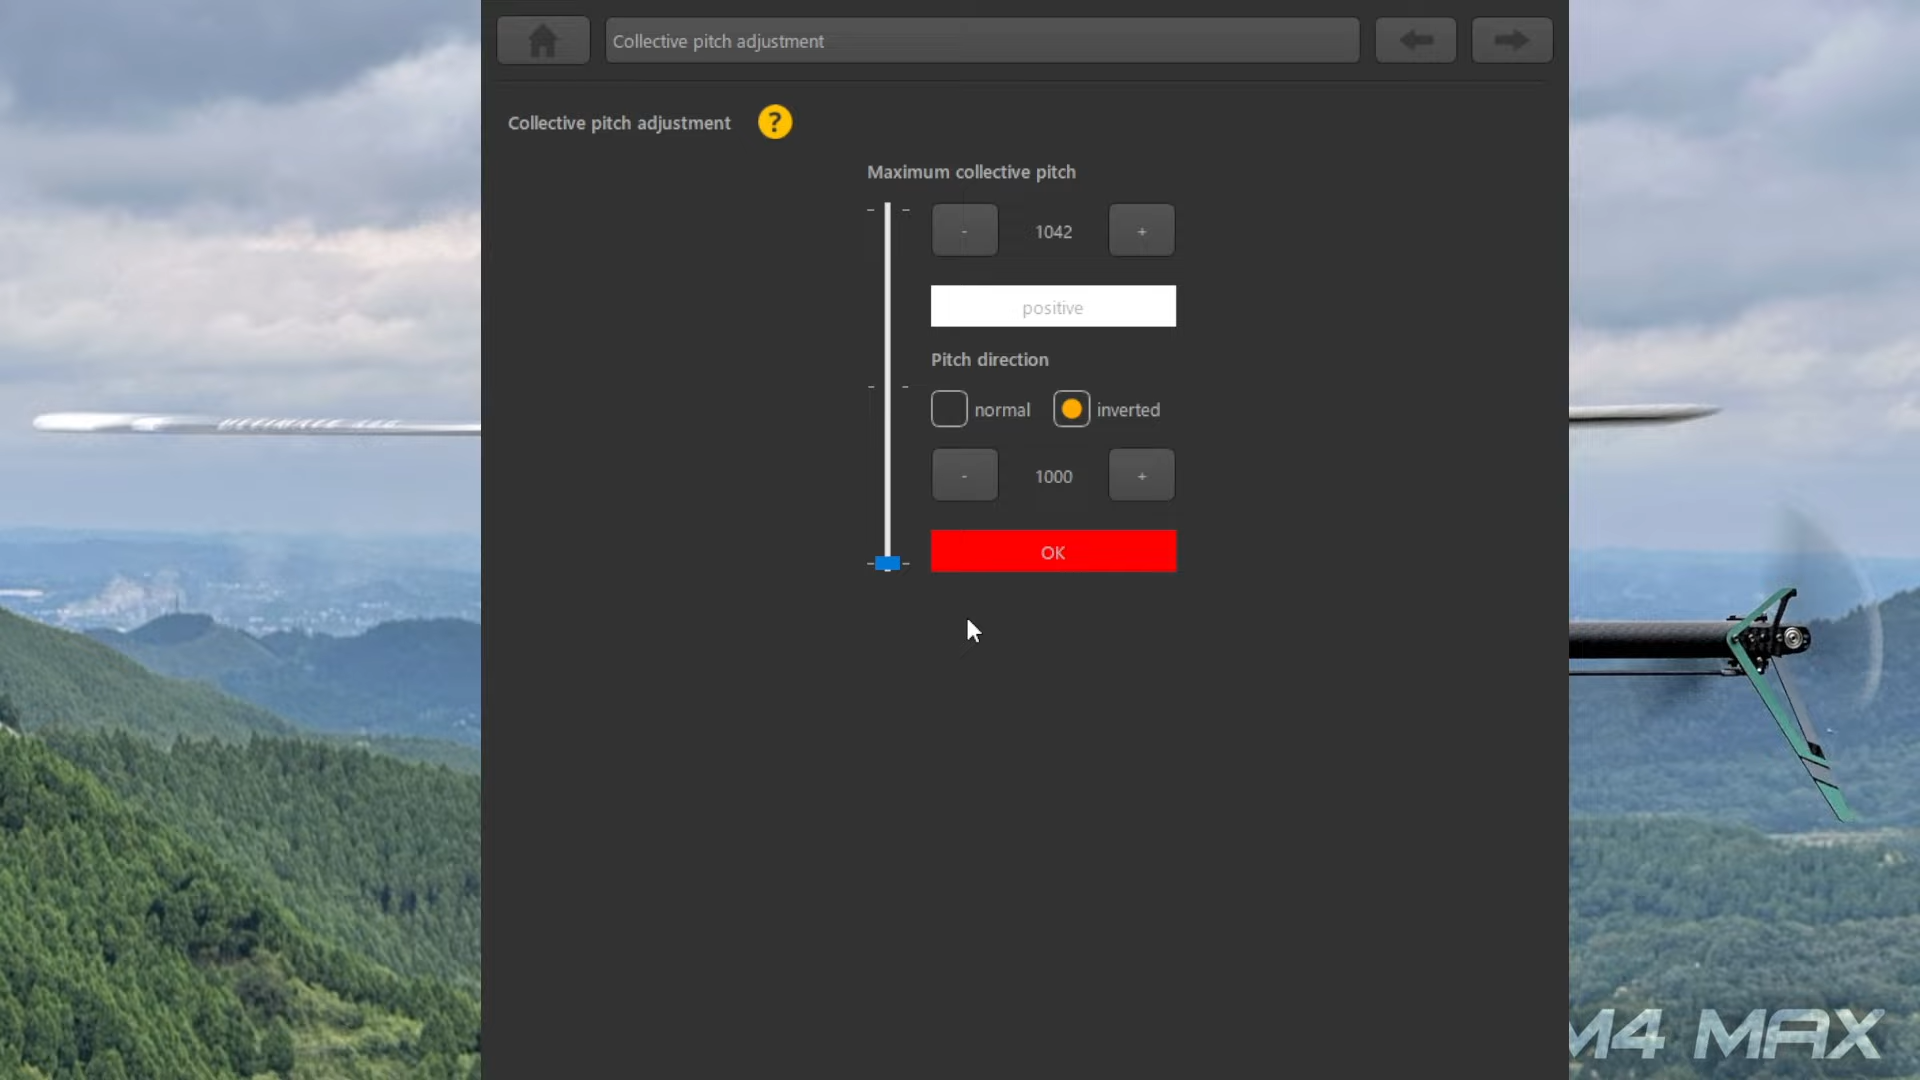 Collective pitch adjustment
Collective pitch adjustment ?
Maximum collective pitch
- 1042 +
positive
Pitch direction
normal inverted
- 1000 +
OK
M4 MAX